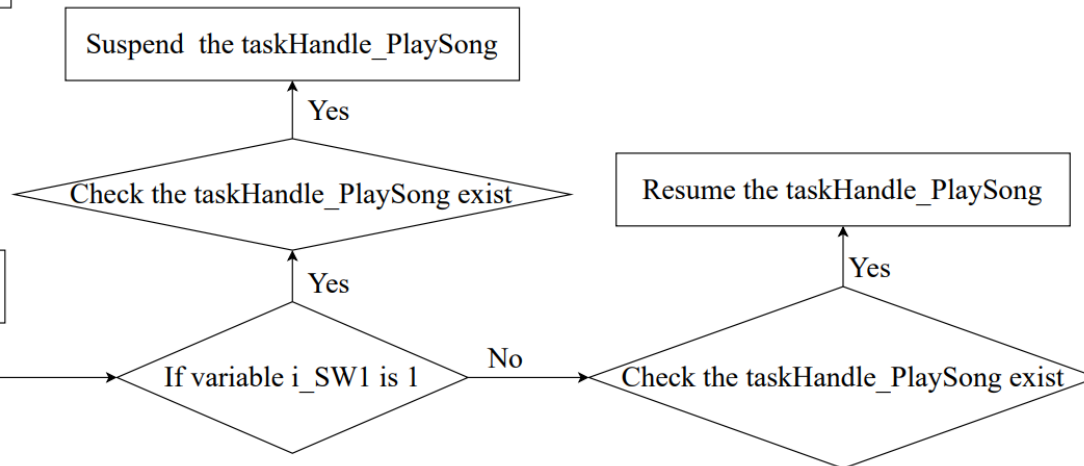 Suspend  the taskHandle_PlaySong
Yes
Check the taskHandle_PlaySong exist
Resume the taskHandle_PlaySong
Yes
Yes
If variable i_SW1 is 1
No
Check the taskHandle_PlaySong exist